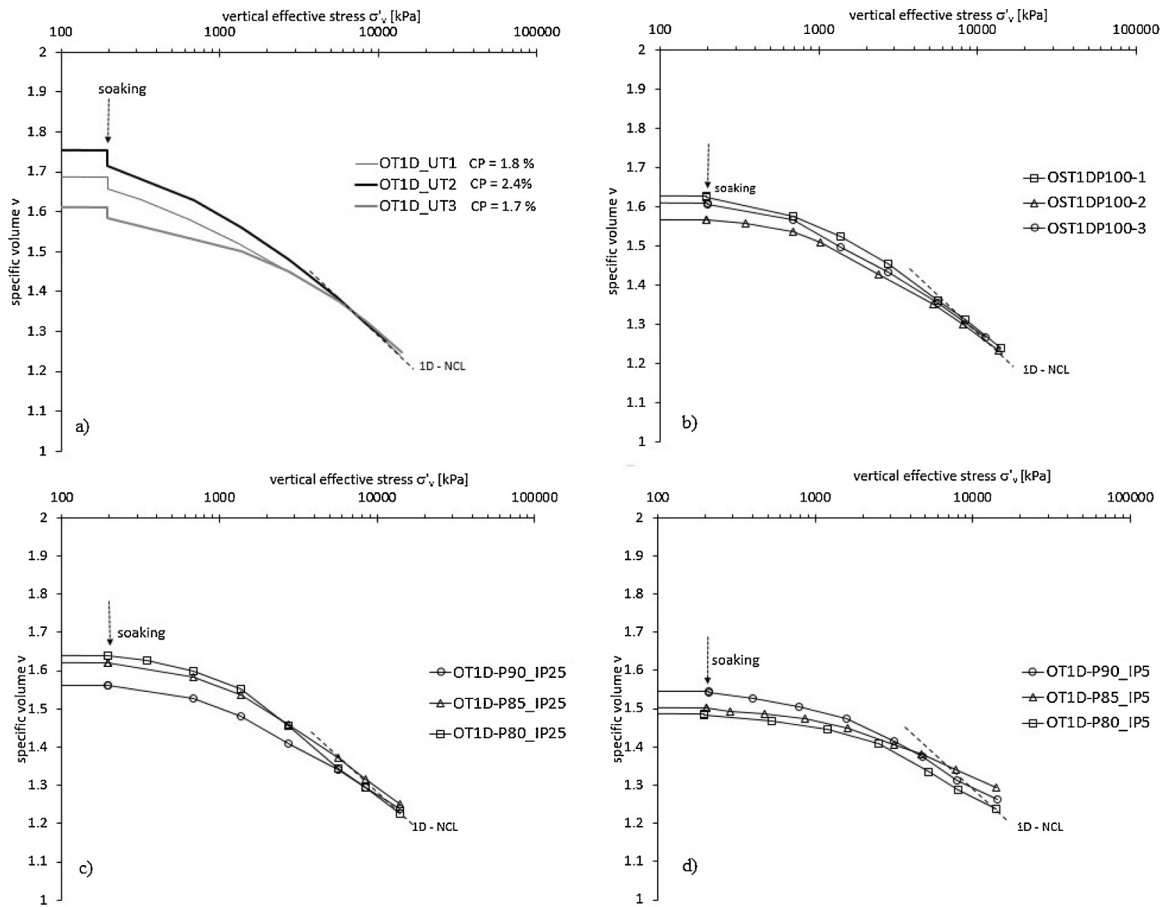 vertical effective stress σ'v [kPa]
100 1000 10000 100000
2
1.9
1.8
1.7
1.6
1.5
1.4
1.3
1.2
1.1
1
specific volume v
soaking
OT1D_UT1 CP = 1.8 %
OT1D_UT2 CP = 2.4%
OT1D_UT3 CP = 1.7 %
1D - NCL
a)
vertical effective stress σ'v [kPa]
100 1000 10000 100000
2
1.9
1.8
1.7
1.6
1.5
1.4
1.3
1.2
1.1
1
specific volume v
soaking
OST1DP100-1
OST1DP100-2
OST1DP100-3
1D - NCL
b)
vertical effective stress σ'v [kPa]
100 1000 10000 100000
2
1.9
1.8
1.7
1.6
1.5
1.4
1.3
1.2
1.1
1
specific volume v
soaking
OT1D-P90_IP25
OT1D-P85_IP25
OT1D-P80_IP25
1D - NCL
c)
vertical effective stress σ'v [kPa]
100 1000 10000 100000
2
1.9
1.8
1.7
1.6
1.5
1.4
1.3
1.2
1.1
1
specific volume v
soaking
OT1D-P90_IP5
OT1D-P85_IP5
OT1D-P80_IP5
1D - NCL
d)